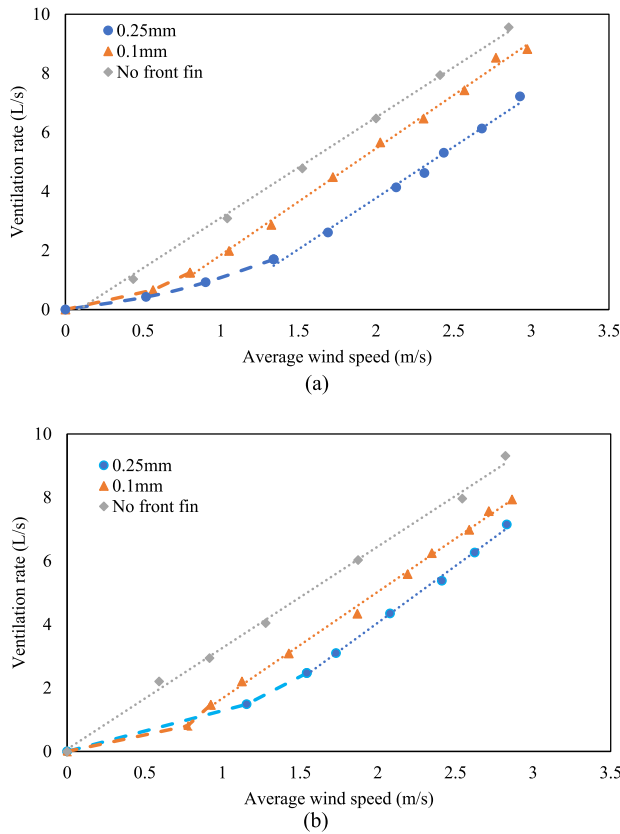 10
8
6
4
2
0
Ventilation rate (L/s)
0.25mm
0.1mm
No front fin
0 0.5 1 1.5 2 2.5 3 3.5
Average wind speed (m/s)
(a)
10
8
6
4
2
0
Ventilation rate (L/s)
0.25mm
0.1mm
No front fin
0 0.5 1 1.5 2 2.5 3 3.5
Average wind speed (m/s)
(b)